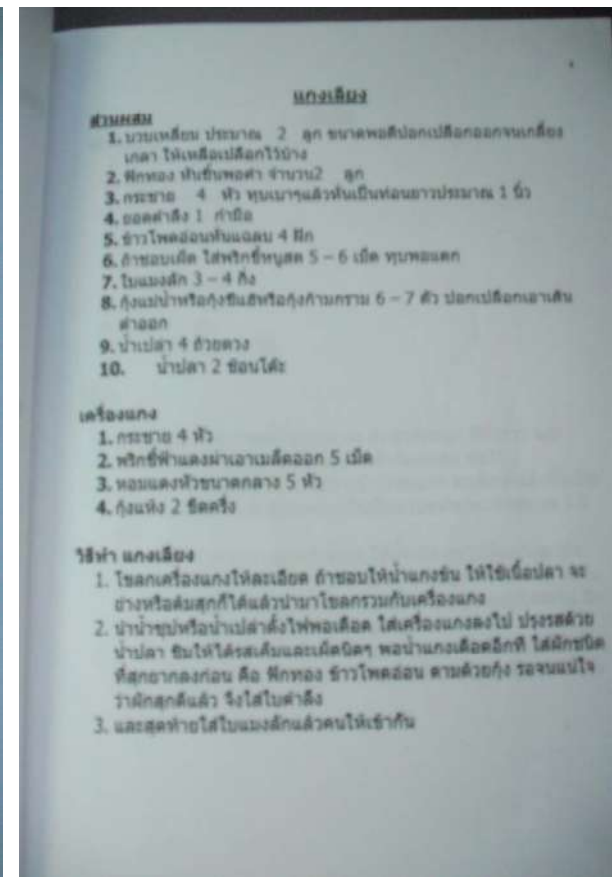 แกงเลียง
ส่วนผสม
1. บวบเหลี่ยม ประมาณ 2 ลูก ขนาดพอดีปอกเปลือกออกจนเกลี้ยง
เกลา ให้เหลือเปลือกไว้บ้าง
2. ฟักทอง หั่นชิ้นพอคำ จำนวน2 ลูก
3. กระชาย 4 หัว ทุบเบาๆแล้วหั่นเป็นท่อนยาวประมาณ 1 นิ้ว
4. ยอดตำลึง 1 กำมือ
5. ข้าวโพดอ่อนหั่นแฉลบ 4 ฝัก
6. ถ้าชอบเผ็ด ใส่พริกขี้หนูสด 5 – 6 เม็ด ทุบพอแตก
7. ใบแมงลัก 3 – 4 กิ่ง
8. กุ้งแม่น้ำหรือกุ้งชีแฮ้หรือกุ้งก้ามกราม 6 – 7 ตัว ปอกเปลือกเอาเส้น
ดำออก
9. น้ำเปล่า 4 ถ้วยตวง
10. น้ำปลา 2 ช้อนโต๊ะ
เครื่องแกง
1. กระชาย 4 หัว
2. พริกชี้ฟ้าแดงผ่าเอาเมล็ดออก 5 เม็ด
3. หอมแดงหัวขนาดกลาง 5 หัว
4. กุ้งแห้ง 2 ขีดครึ่ง
วิธีทำ แกงเลียง
1. โขลกเครื่องแกงให้ละเอียด ถ้าชอบให้น้ำแกงข้น ให้ใช้เนื้อปลา จะ
ย่างหรือต้มสุกก็ได้แล้วนำมาโขลกรวมกับเครื่องแกง
2. นำน้ำซุปหรือน้ำเปล่าตั้งไฟพอเดือด ใส่เครื่องแกงลงไป ปรุงรสด้วย
น้ำปลา ชิมให้ได้รสเค็มและเผ็ดนิดๆ พอน้ำแกงเดือดอีกที ใส่ผักชนิด
ที่สุกยากลงก่อน คือ ฟักทอง ข้าวโพดอ่อน ตามด้วยกุ้ง รอจนแน่ใจ
ว่าผักสุกดีแล้ว จึงใส่ใบตำลึง
3. และสุดท้ายใส่ใบแมงลักแล้วคนให้เข้ากัน